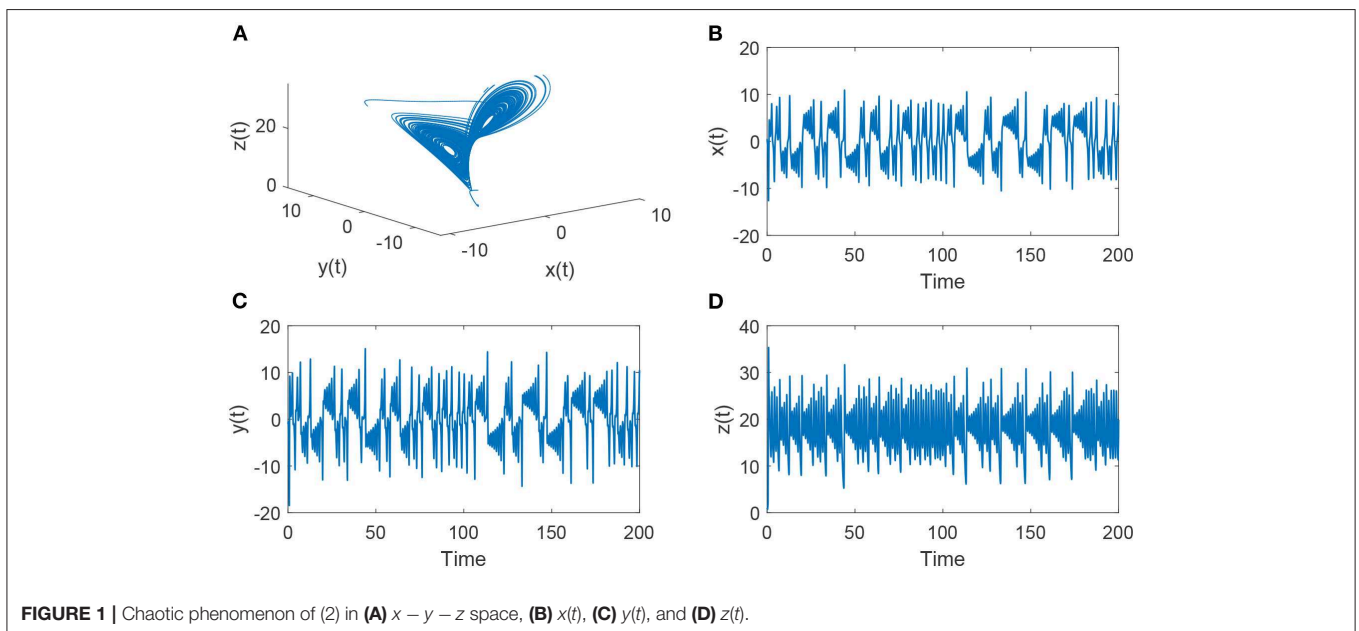 A
z(t)
20
0
10
0
-10
y(t)
-10
0
10
x(t)
B
20
10
0
-10
-20
x(t)
0 50 100 150 200
Time
C
20
10
0
-10
-20
y(t)
0 50 100 150 200
Time
D
40
30
20
10
0
z(t)
0 50 100 150 200
Time
FIGURE 1 | Chaotic phenomenon of (2) in (A) x − y − z space, (B) x(t), (C) y(t), and (D) z(t).